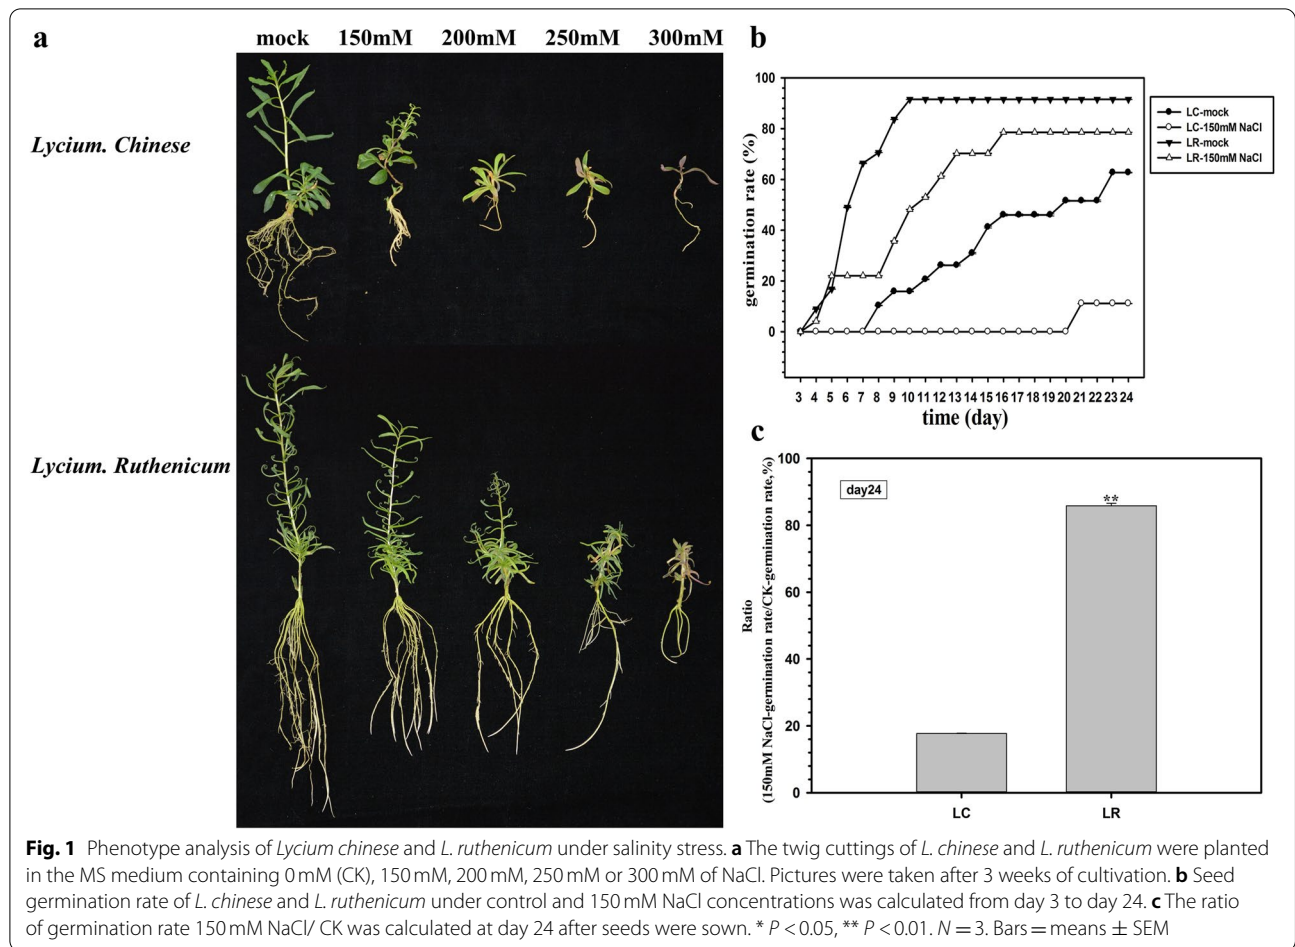 a
mock 150mM 200mM 250mM 300mM
Lycium. Chinese
Lycium. Ruthenicum
b
100
80
60
40
20
0
germination rate (%)
3 4 5 6 7 8 9 10 11 12 13 14 15 16 17 18 19 20 21 22 23 24
time (day)
LC-mock
LC-150mM NaCl
LR-mock
LR-150mM NaCl
c
100
80
60
40
20
0
Ratio
(150mM NaCl-germination rate/CK-germination rate,%)
day24
**
LC LR
Fig. 1 Phenotype analysis of Lycium chinese and L. ruthenicum under salinity stress. a The twig cuttings of L. chinese and L. ruthenicum were planted
in the MS medium containing 0 mM (CK), 150 mM, 200 mM, 250 mM or 300 mM of NaCl. Pictures were taken after 3 weeks of cultivation. b Seed
germination rate of L. chinese and L. ruthenicum under control and 150 mM NaCl concentrations was calculated from day 3 to day 24. c The ratio
of germination rate 150 mM NaCl/ CK was calculated at day 24 after seeds were sown. * P < 0.05, ** P < 0.01. N = 3. Bars = means ± SEM